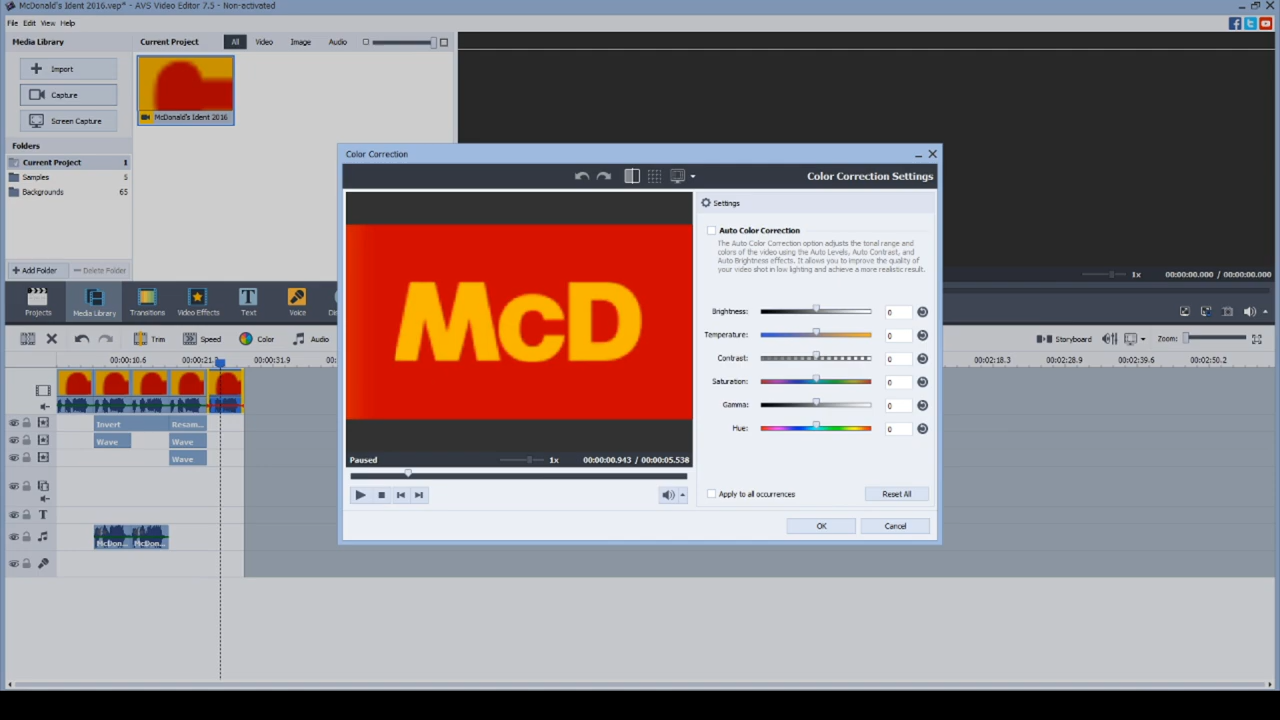 McDonald's Ident 2016.vep* - AVS Video Editor 7.5 - Non-activated
File Edit View Help
Media Library
Current Project All Video Image Audio
Import
Capture
Screen Capture
McDonald's Ident 2016
Folders
Current Project 1
Samples 5
Backgrounds 65
+ Add Folder Delete Folder
1x 00:00:00.000 / 00:00:00.000
Projects Media Library Transitions Video Effects Text Voice
Trim Speed Color Audio Storyboard Zoom:
00:00:10.6 00:00:21. 00:00:31.9 00:02:18.3 00:02:28.9 00:02:39.6 00:02:50.2
Invert Resam...
Wave Wave
Wave
T
McDon... McDon...
Color Correction
Color Correction Settings
McD
Paused 1x 00:00:00.943 / 00:00:05.538
Settings
Auto Color Correction
The Auto Color Correction option adjusts the tonal range and
colors of the video using the Auto Levels, Auto Contrast, and
Auto Brightness effects. It allows you to improve the quality of
your video shot in low lighting and achieve a more realistic result.
Brightness: 0
Temperature: 0
Contrast: 0
Saturation: 0
Gamma: 0
Hue: 0
Apply to all occurrences Reset All
OK Cancel